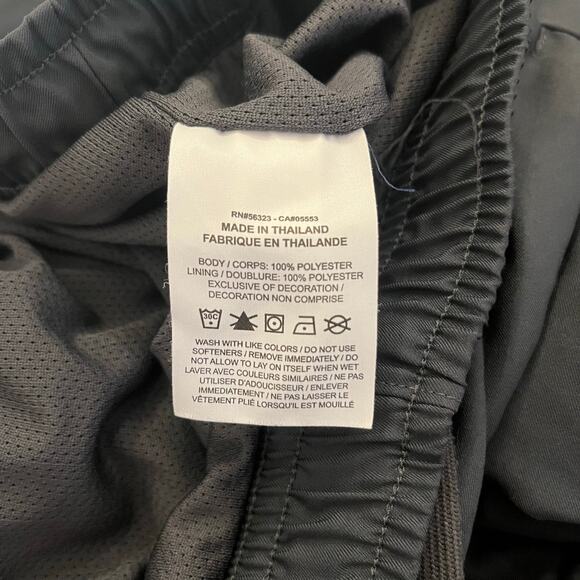 RN#56323 - CA#05553
MADE IN THAILAND
FABRIQUE EN THAILANDE
BODY / CORPS: 100% POLYESTER
LINING / DOUBLURE: 100% POLYESTER
EXCLUSIVE OF DECORATION /
DECORATION NON COMPRISE
30C
WASH WITH LIKE COLORS / DO NOT USE
SOFTENERS / REMOVE IMMEDIATELY / DO
NOT ALLOW TO LAY ON ITSELF WHEN WET
LAVER AVEC COULEURS SIMILAIRES / NE PAS
UTILISER D'ADOUCISSEUR / ENLEVER
IMMÉDIATEMENT / NE PAS LAISSER LE
VÊTEMENT PLIÉ LORSQU'IL EST MOUILLÉ